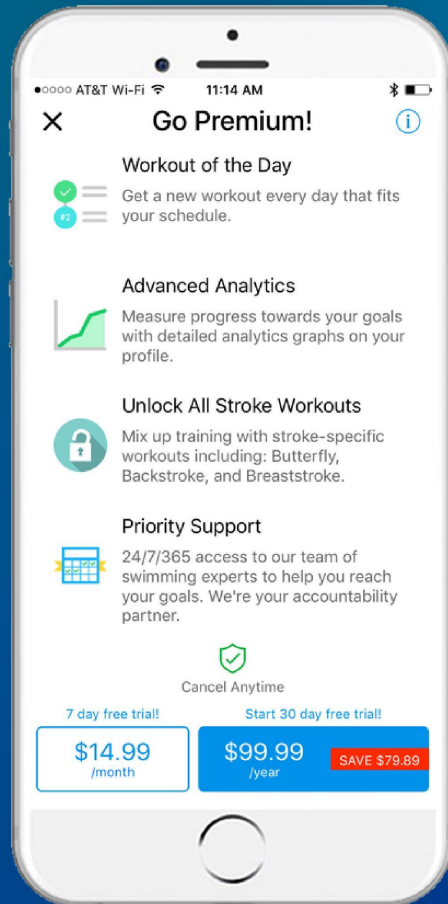 AT&T Wi-Fi 11:14 AM
Go Premium!
Workout of the Day
Get a new workout every day that fits
your schedule.
#2
Advanced Analytics
Measure progress towards your goals
with detailed analytics graphs on your
profile.
Unlock All Stroke Workouts
Mix up training with stroke-specific
workouts including: Butterfly,
Backstroke, and Breaststroke.
Priority Support
24/7/365 access to our team of
swimming experts to help you reach
your goals. We're your accountability
partner.
Cancel Anytime
7 day free trial!
$14.99
/month
Start 30 day free trial!
$99.99
/year
SAVE $79.89